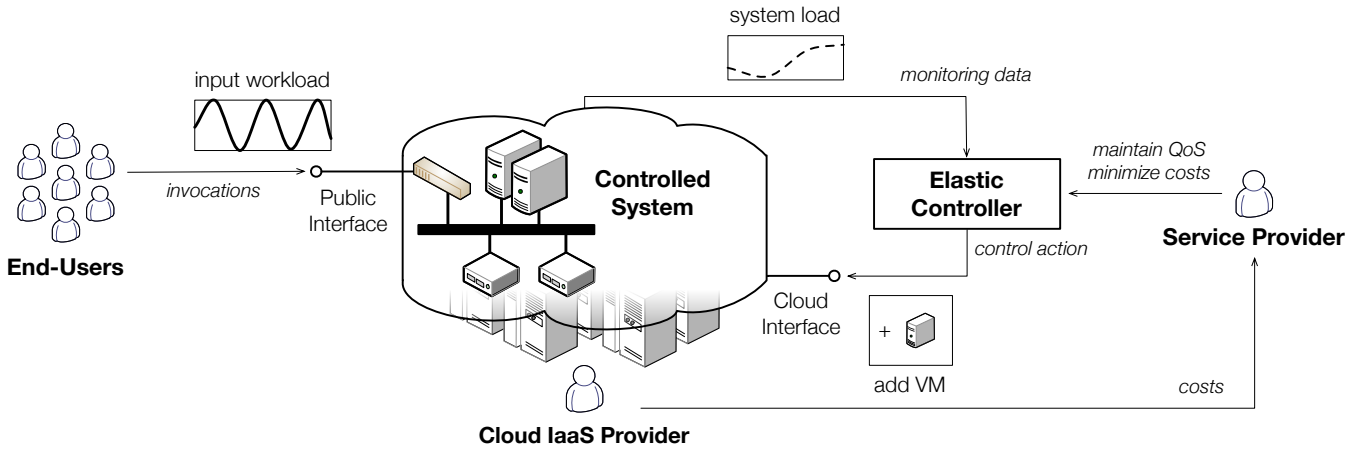 system load
monitoring data
input workload
invocations
Public
Interface
End-Users
Controlled
System
Elastic
Controller
maintain QoS
minimize costs
Service Provider
control action
Cloud
Interface
+
add VM
costs
Cloud IaaS Provider